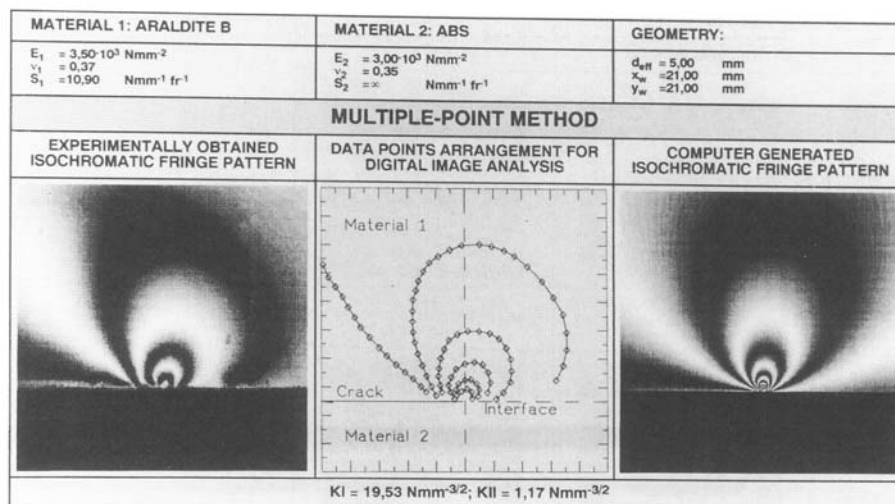 MATERIAL 1: ARALDITE B
E₁ = 3,50·10³ Nmm⁻²
ν₁ = 0,37
S₁ =10,90 Nmm⁻¹ fr⁻¹
MATERIAL 2: ABS
E₂ = 3,00·10³ Nmm⁻²
ν₂ = 0,35
S₂ = ∞ Nmm⁻¹ fr⁻¹
GEOMETRY:
d_eff = 5,00 mm
x_w =21,00 mm
y_w =21,00 mm
MULTIPLE-POINT METHOD
EXPERIMENTALLY OBTAINED
ISOCHROMATIC FRINGE PATTERN
DATA POINTS ARRANGEMENT FOR
DIGITAL IMAGE ANALYSIS
COMPUTER GENERATED
ISOCHROMATIC FRINGE PATTERN
Material 1
Crack
Interface
Material 2
KI = 19,53 Nmm⁻³/²; KII = 1,17 Nmm⁻³/²